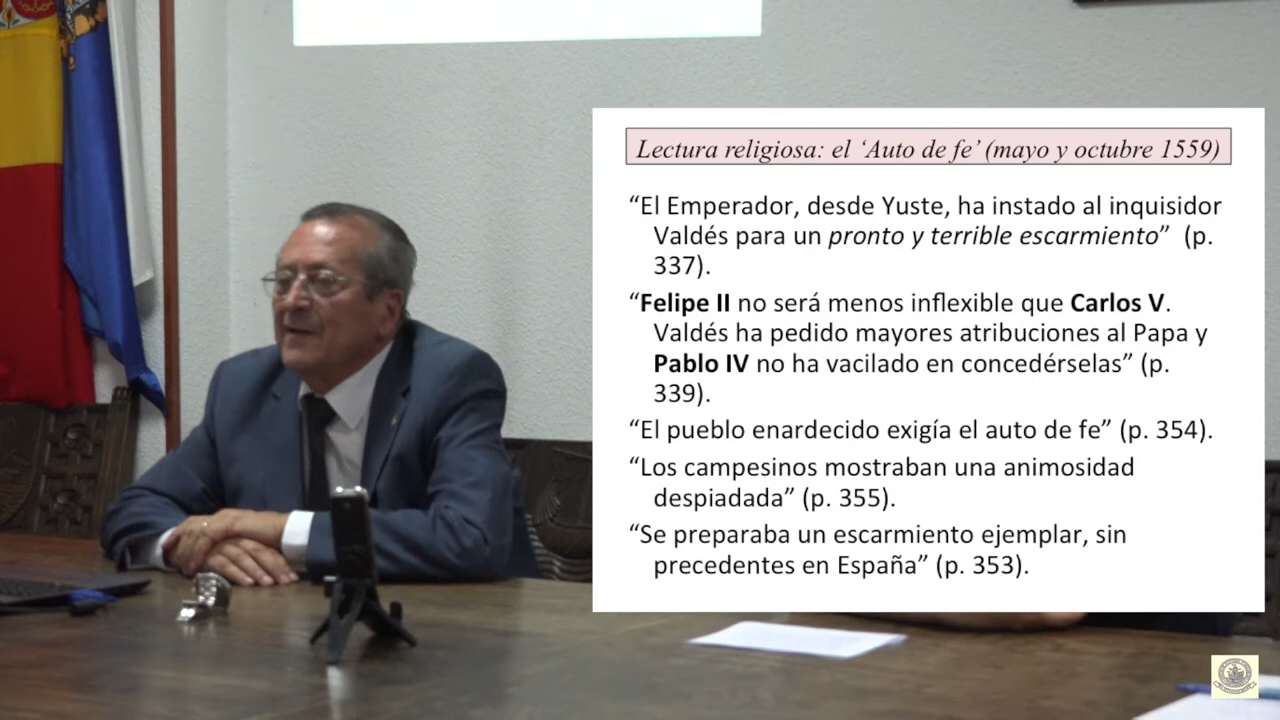 Lectura religiosa: el ‘Auto de fe’ (mayo y octubre 1559)
“El Emperador, desde Yuste, ha instado al inquisidor
Valdés para un pronto y terrible escarmiento” (p.
337).
“Felipe II no será menos inflexible que Carlos V.
Valdés ha pedido mayores atribuciones al Papa y
Pablo IV no ha vacilado en concedérselas” (p.
339).
“El pueblo enardecido exigía el auto de fe” (p. 354).
“Los campesinos mostraban una animosidad
despiadada” (p. 355).
“Se preparaba un escarmiento ejemplar, sin
precedentes en España” (p. 353).